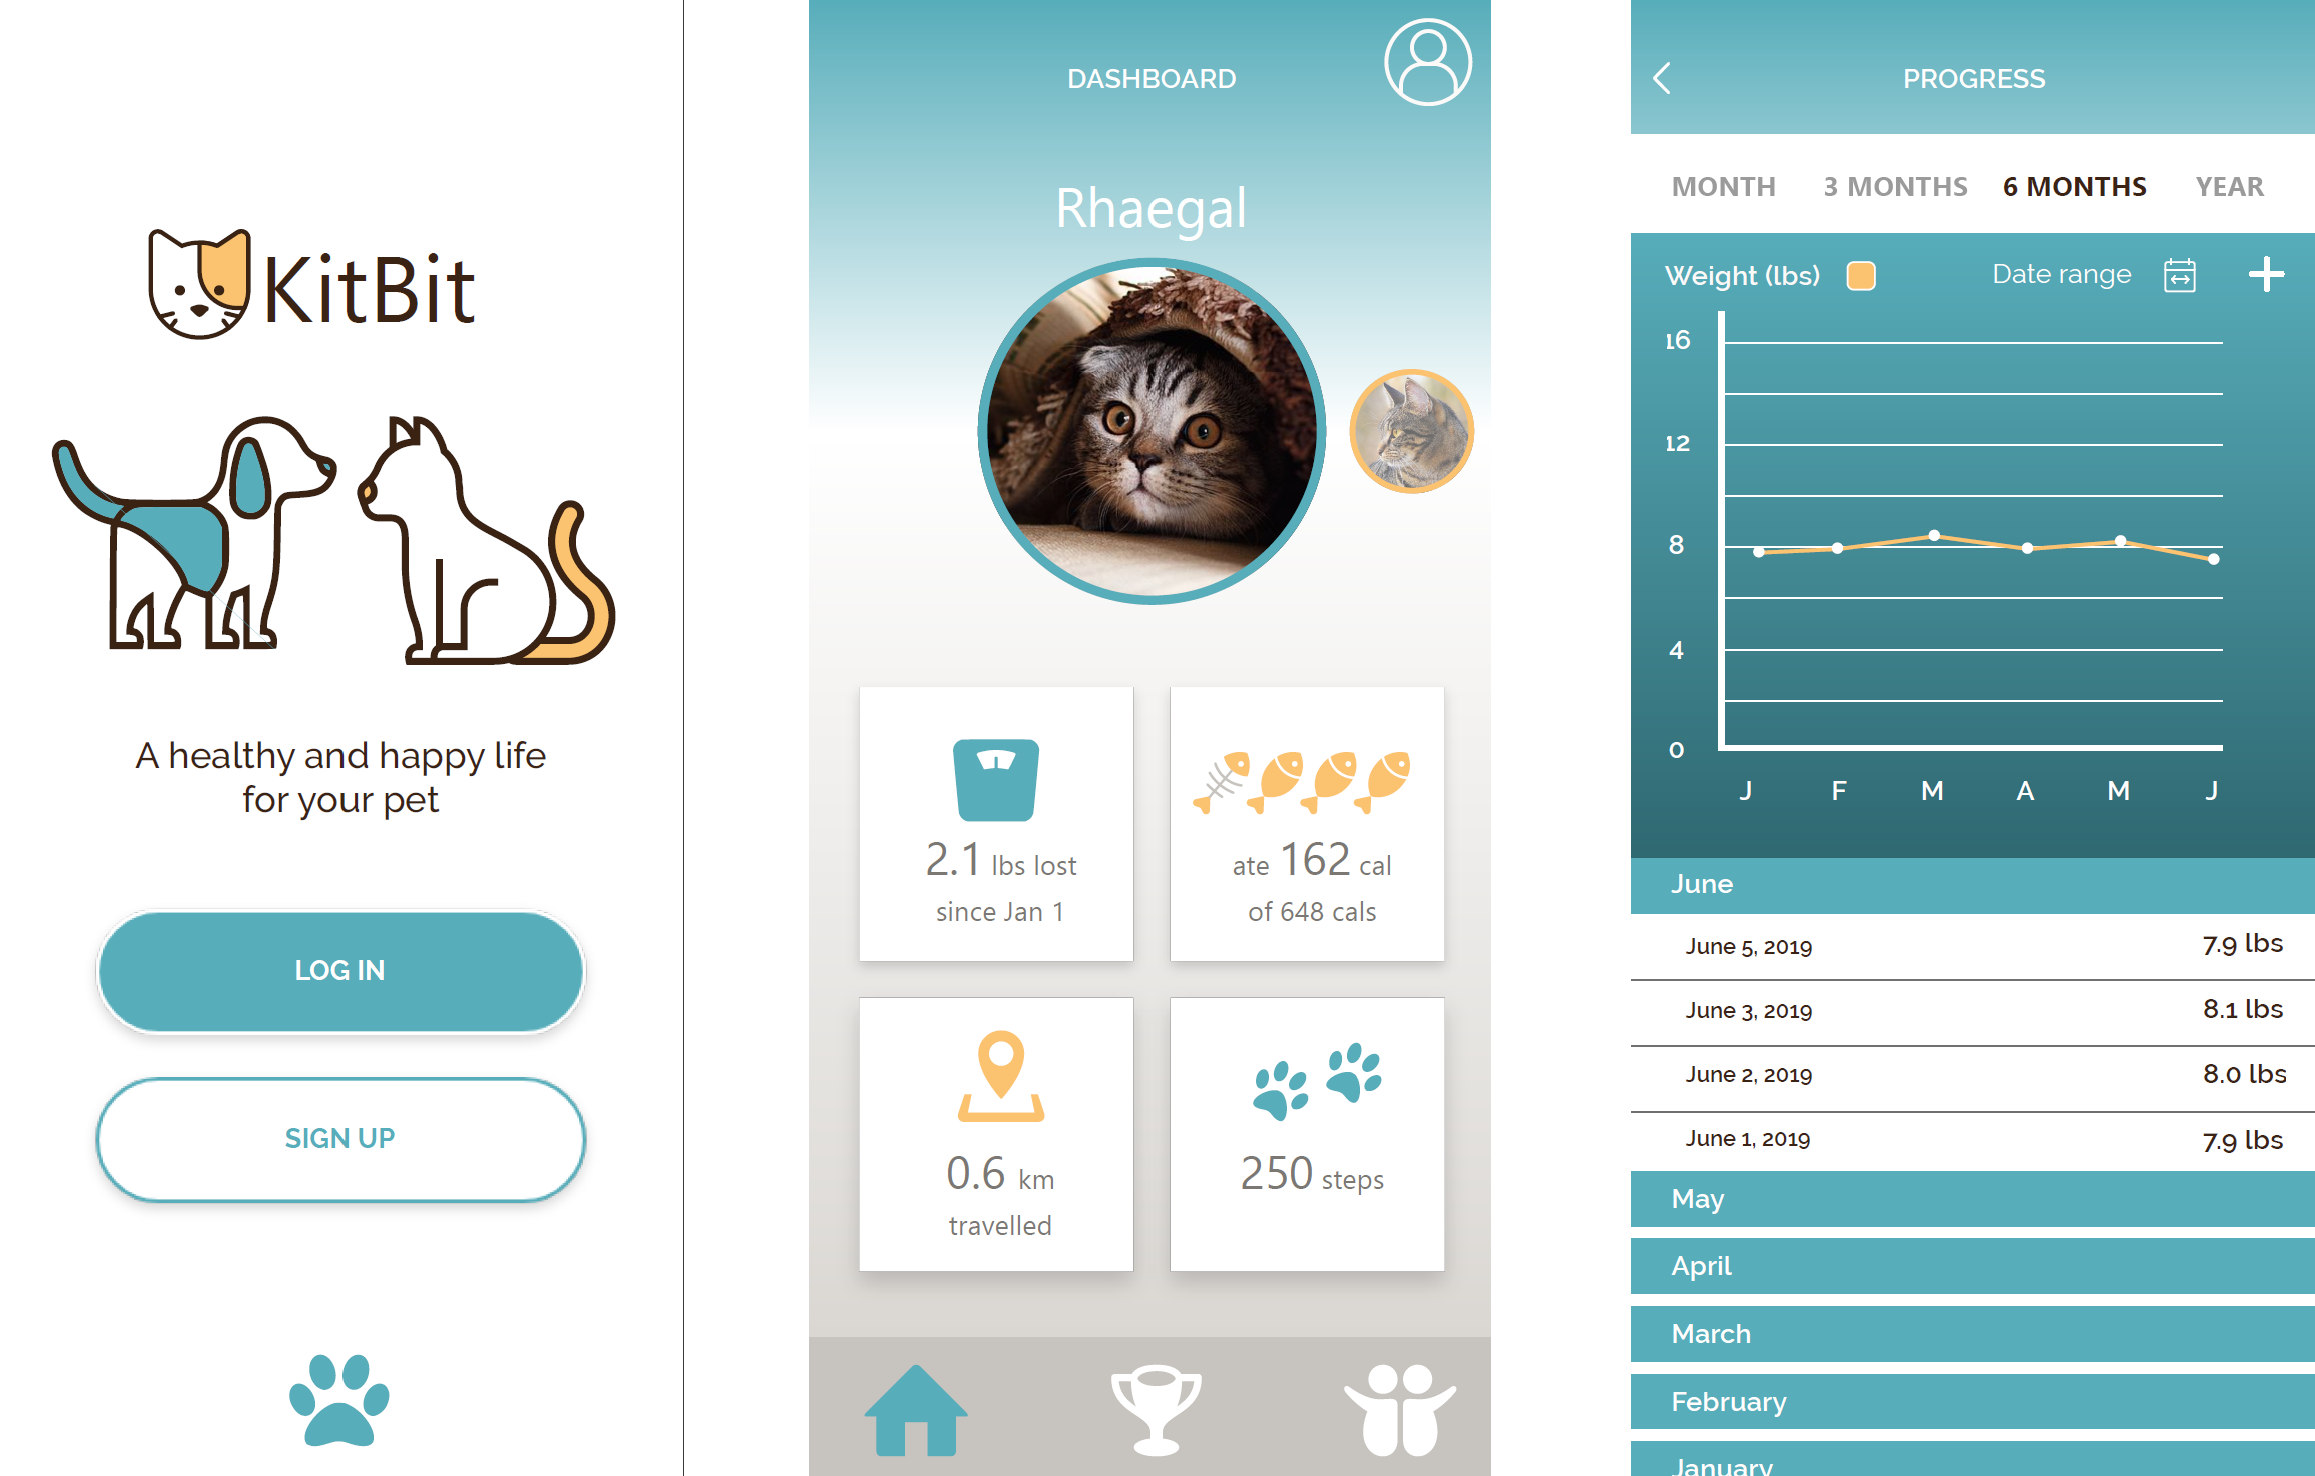 KitBit
A healthy and happy life
for your pet
LOG IN
SIGN UP
DASHBOARD
Rhaegal
2.1 lbs lost
since Jan 1
ate 162 cal
of 648 cals
0.6 km
travelled
250 steps
PROGRESS
MONTH 3 MONTHS 6 MONTHS YEAR
Weight (lbs) Date range
16
12
8
4
0
J F M A M J
June
June 5, 2019 7.9 lbs
June 3, 2019 8.1 lbs
June 2, 2019 8.0 lbs
June 1, 2019 7.9 lbs
May
April
March
February
January